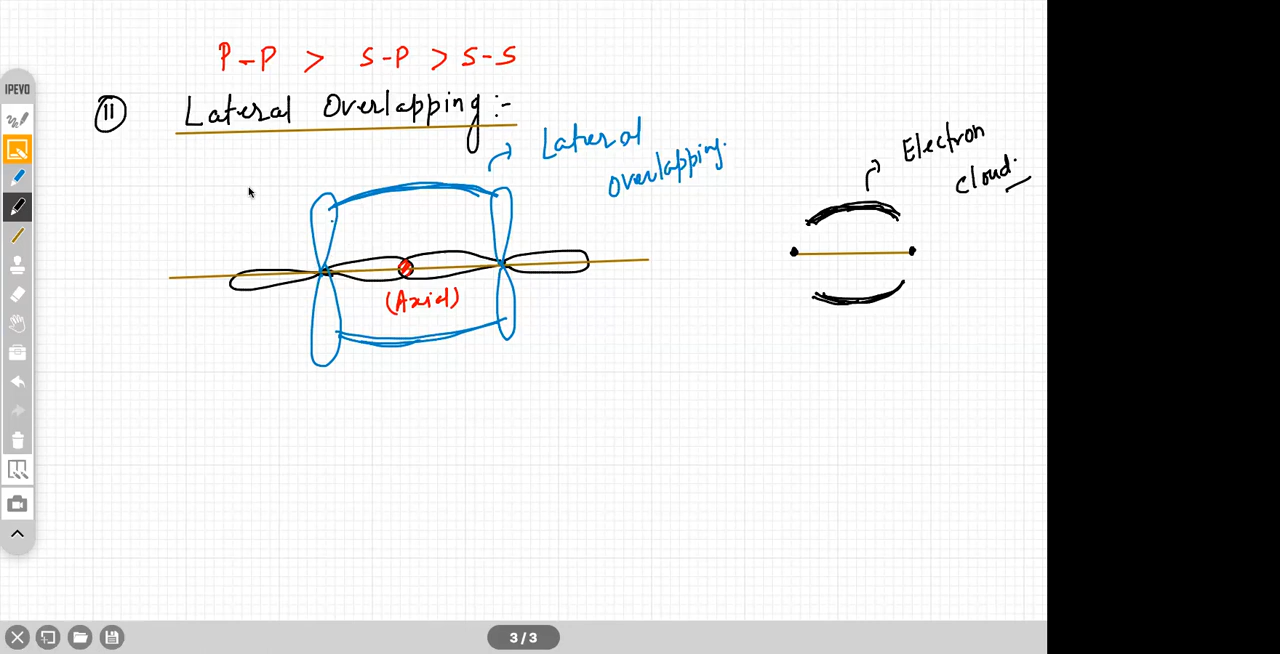 P-P > S-P > S-S
IPEVO
II Lateral Overlapping :-
Lateral
overlapping.
Electron
cloud.
(Axial)
3 / 3